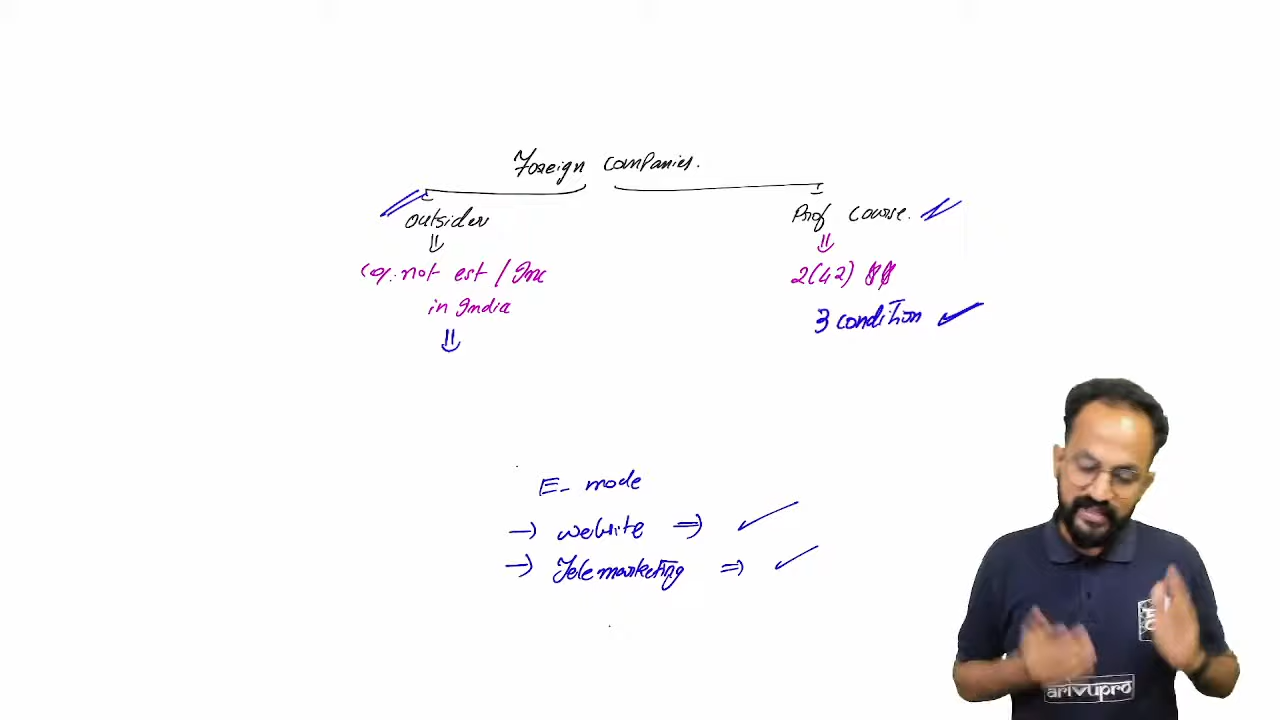 Foreign Companies.
outsider
Prof course.
Co. not est / Inc
in India
2(42)
3 condition
E- mode
→ website ⇒ ✓
→ Telemarketing ⇒ ✓
arivupro